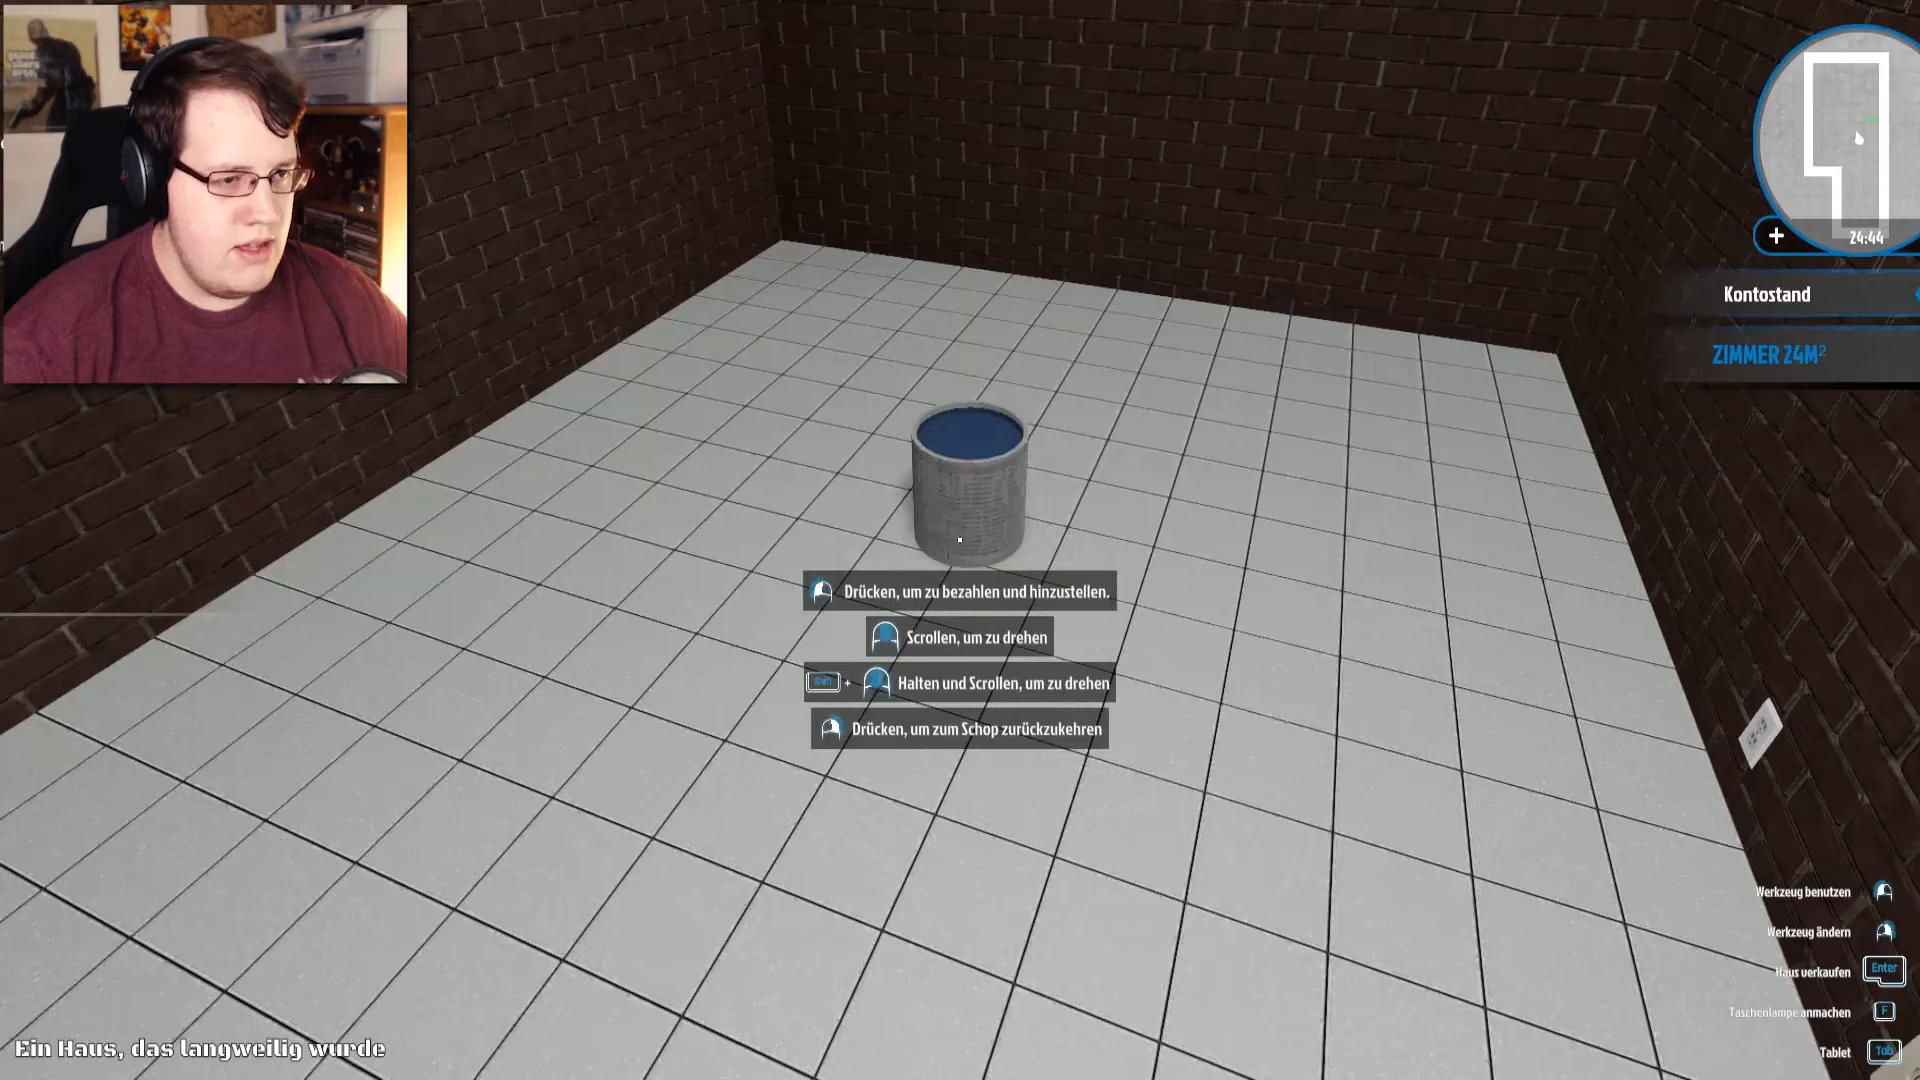 24:44
Kontostand
ZIMMER 24M²
Drücken, um zu bezahlen und hinzustellen.
Scrollen, um zu drehen
Shift + Halten und Scrollen, um zu drehen
Drücken, um zum Schop zurückzukehren
Werkzeug benutzen
Werkzeug ändern
Haus verkaufen Enter
Taschenlampe anmachen F
Tablet Tab
Ein Haus, das langweilig wurde